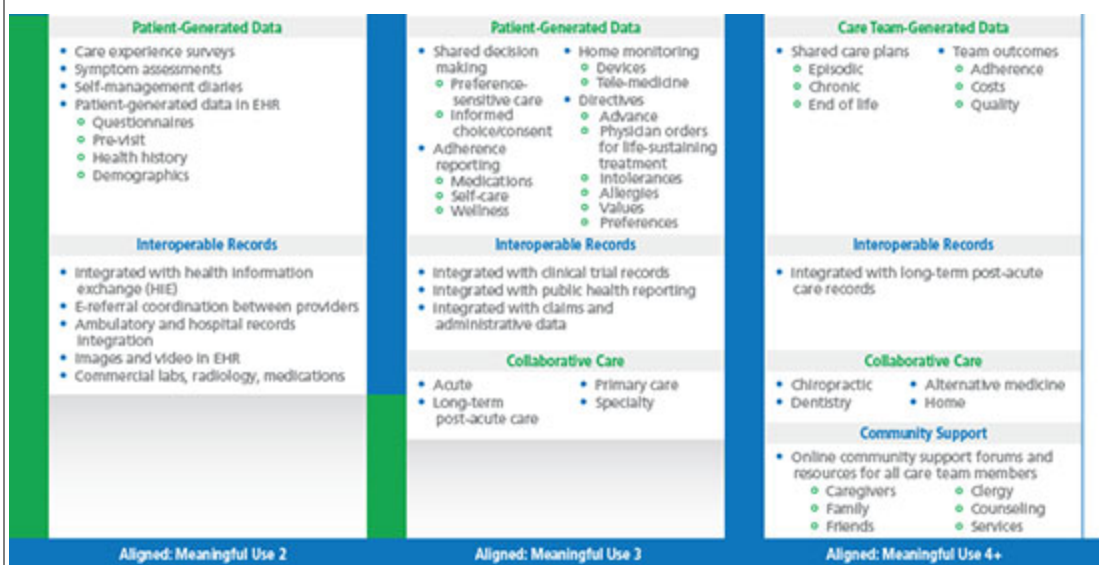 Patient-Generated Data
• Care experience surveys
• Symptom assessments
• Self-management diaries
• Patient-generated data in EHR
Questionnaires
Pre-visit
Health history
Demographics
Interoperable Records
• Integrated with health information
exchange (HIE)
• E-referral coordination between providers
• Ambulatory and hospital records
integration
• Images and video in EHR
• Commercial labs, radiology, medications
Aligned: Meaningful Use 2
Patient-Generated Data
• Shared decision
making
Preference-
sensitive care
Informed
choice/consent
• Adherence
reporting
Medications
Self-care
Wellness
• Home monitoring
Devices
Tele-medicine
• Directives
Advance
Physician orders
for life-sustaining
treatment
Intolerances
Allergies
Values
Preferences
Interoperable Records
• Integrated with clinical trial records
• Integrated with public health reporting
• Integrated with claims and
administrative data
Collaborative Care
• Acute
• Long-term
post-acute care
• Primary care
• Specialty
Aligned: Meaningful Use 3
Care Team-Generated Data
• Shared care plans
Episodic
Chronic
End of life
• Team outcomes
Adherence
Costs
Quality
Interoperable Records
• Integrated with long-term post-acute
care records
Collaborative Care
• Chiropractic
• Dentistry
• Alternative medicine
• Home
Community Support
• Online community support forums and
resources for all care team members
Caregivers
Family
Friends
Clergy
Counseling
Services
Aligned: Meaningful Use 4+